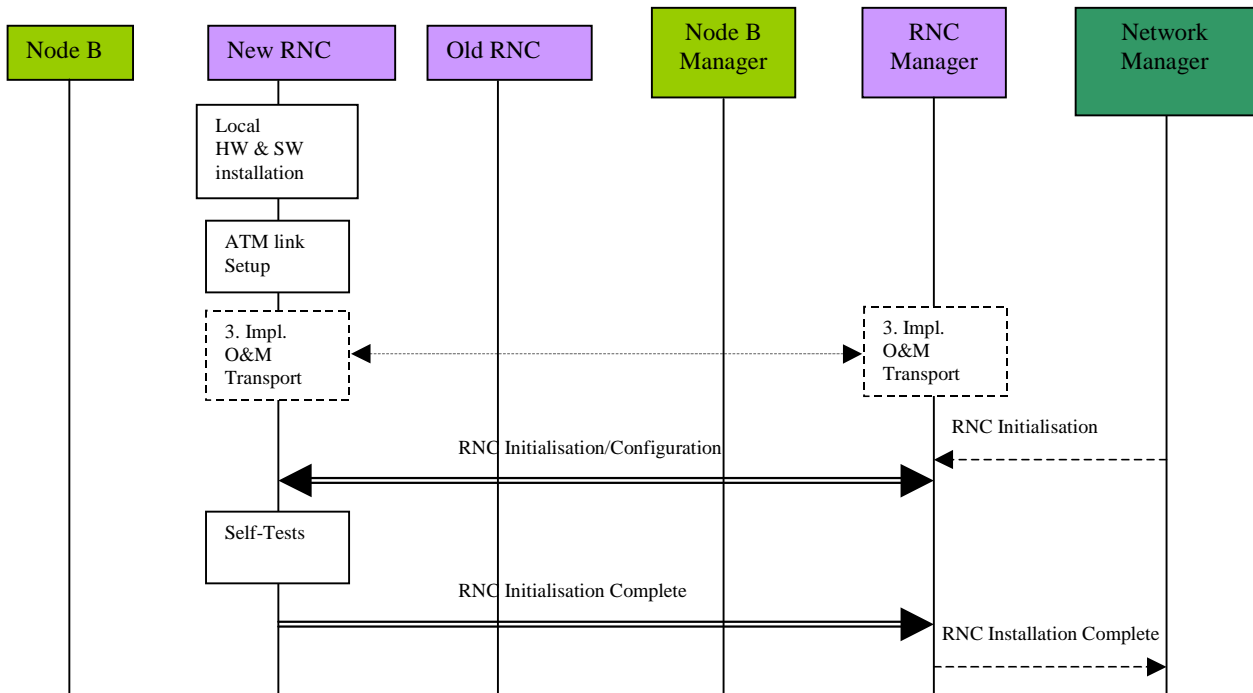 Node B
New RNC
Old RNC
Node B
Manager
RNC
Manager
Network
Manager
Local
HW & SW
installation
ATM link
Setup
3. Impl.
O&M
Transport
3. Impl.
O&M
Transport
RNC Initialisation
RNC Initialisation/Configuration
Self-Tests
RNC Initialisation Complete
RNC Installation Complete